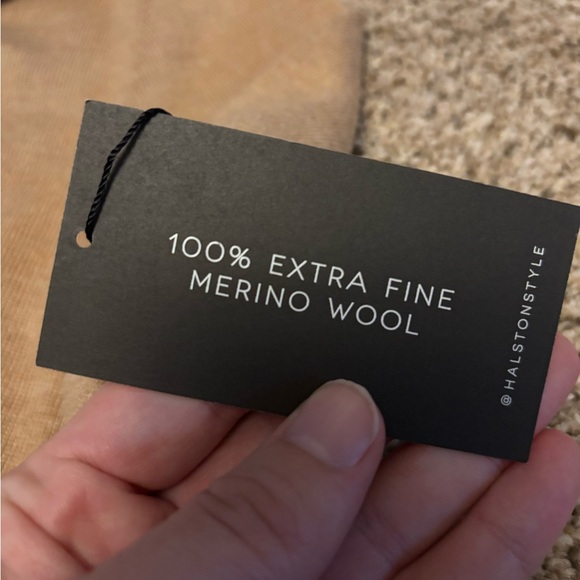 100% EXTRA FINE
MERINO WOOL
@HALSTONSTYLE